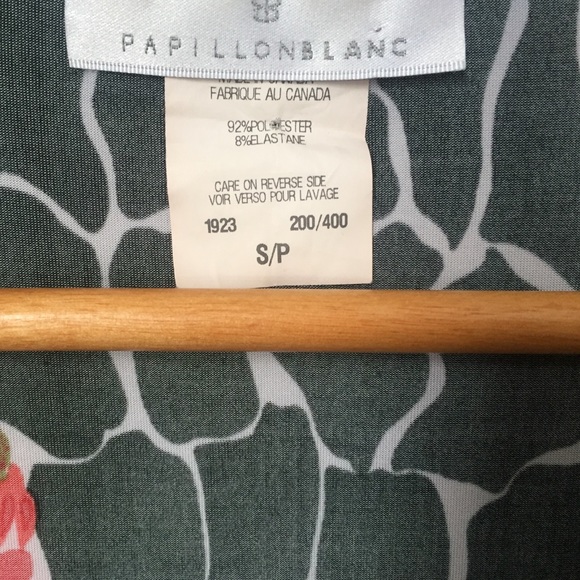 PAPILLONBLANC
FABRIQUE AU CANADA
92%POLYESTER
8%ELASTANE
CARE ON REVERSE SIDE
VOIR VERSO POUR LAVAGE
1923 200/400
S/P